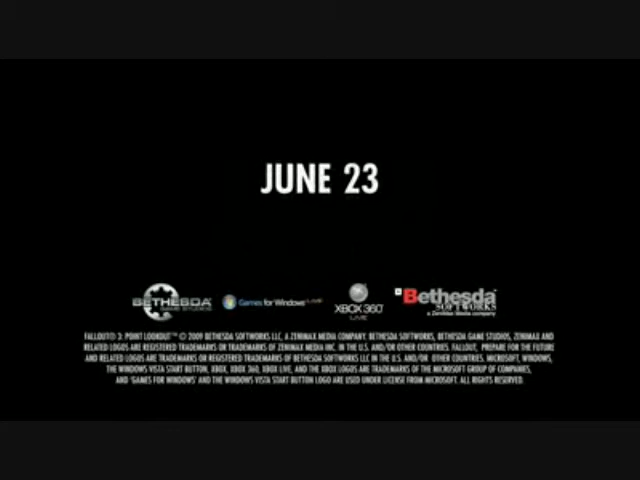 JUNE 23
BETHESDA
GAME STUDIOS
Games for Windows LIVE
XBOX 360
LIVE
Bethesda
SOFTWORKS
a ZeniMax Media company
FALLOUT® 3: POINT LOOKOUT™ © 2009 BETHESDA SOFTWORKS LLC, A ZENIMAX MEDIA COMPANY. BETHESDA SOFTWORKS, BETHESDA GAME STUDIOS, ZENIMAX AND
RELATED LOGOS ARE REGISTERED TRADEMARKS OR TRADEMARKS OF ZENIMAX MEDIA INC. IN THE U.S. AND/OR OTHER COUNTRIES. FALLOUT, PREPARE FOR THE FUTURE
AND RELATED LOGOS ARE TRADEMARKS OR REGISTERED TRADEMARKS OF BETHESDA SOFTWORKS LLC IN THE U.S. AND/OR OTHER COUNTRIES. MICROSOFT, WINDOWS,
THE WINDOWS VISTA START BUTTON, XBOX, XBOX 360, XBOX LIVE, AND THE XBOX LOGOS ARE TRADEMARKS OF THE MICROSOFT GROUP OF COMPANIES,
AND 'GAMES FOR WINDOWS' AND THE WINDOWS VISTA START BUTTON LOGO ARE USED UNDER LICENSE FROM MICROSOFT. ALL RIGHTS RESERVED.